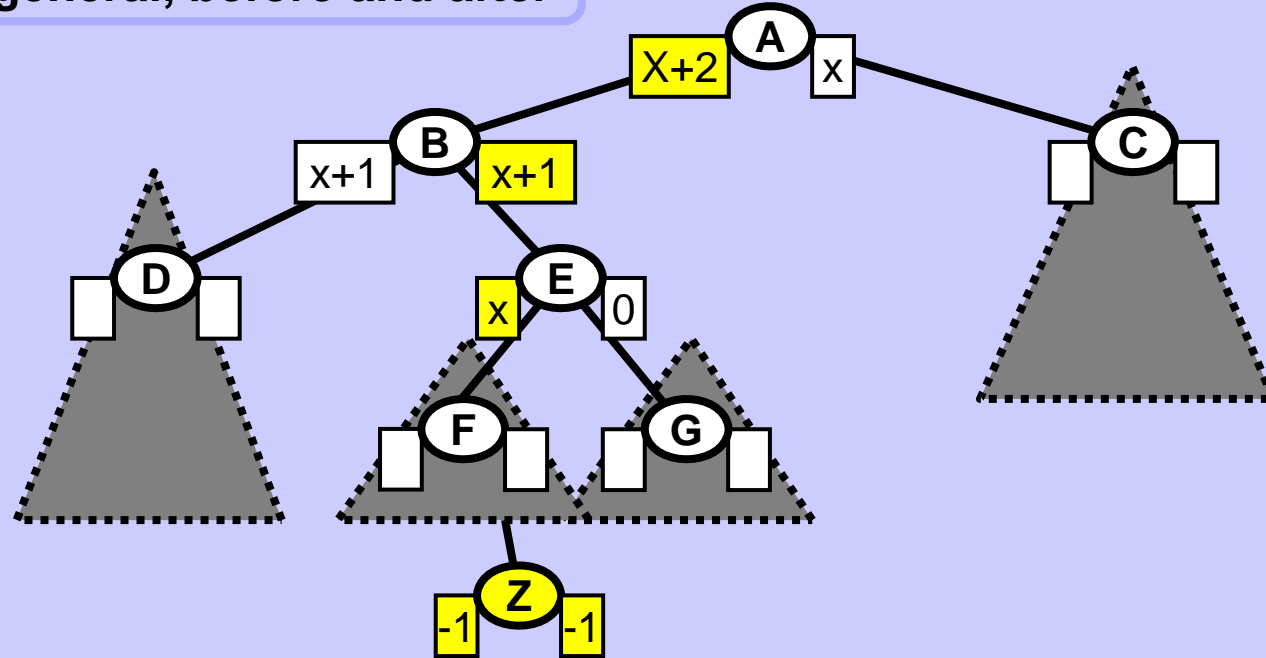 general, before and after
A
X+2 x
B C
x+1 x+1
D E
x 0
F G
Z
-1 -1